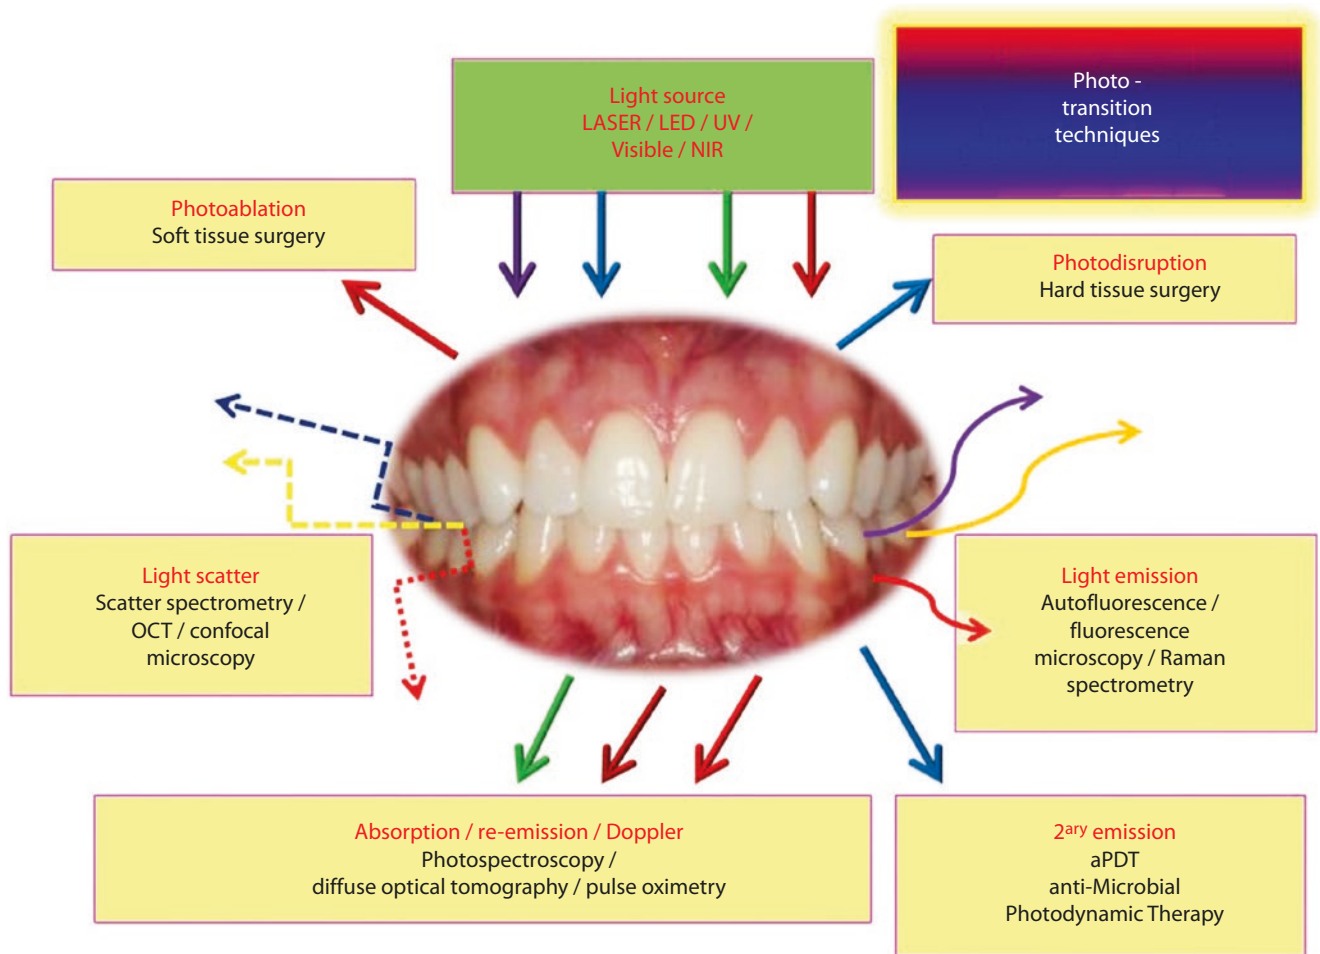 Light source
LASER / LED / UV /
Visible / NIR
Photo -
transition
techniques
Photoablation
Soft tissue surgery
Photodisruption
Hard tissue surgery
Light scatter
Scatter spectrometry /
OCT / confocal
microscopy
Light emission
Autofluorescence /
fluorescence
microscopy / Raman
spectrometry
Absorption / re-emission / Doppler
Photospectroscopy /
diffuse optical tomography / pulse oximetry
2ary emission
aPDT
anti-Microbial
Photodynamic Therapy